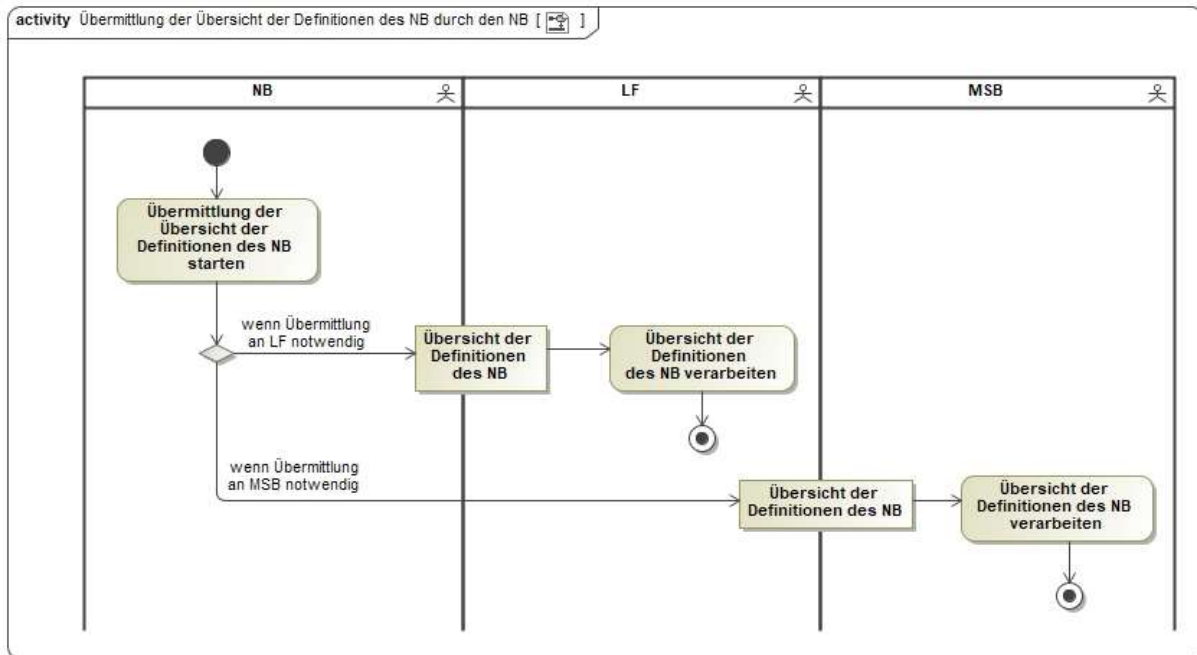 activity Übermittlung der Übersicht der Definitionen des NB durch den NB [ ]
NB
LF
MSB
Übermittlung der
Übersicht der
Definitionen des NB
starten
wenn Übermittlung
an LF notwendig
Übersicht der
Definitionen
des NB
Übersicht der
Definitionen
des NB verarbeiten
wenn Übermittlung
an MSB notwendig
Übersicht der
Definitionen des NB
Übersicht der
Definitionen des NB
verarbeiten